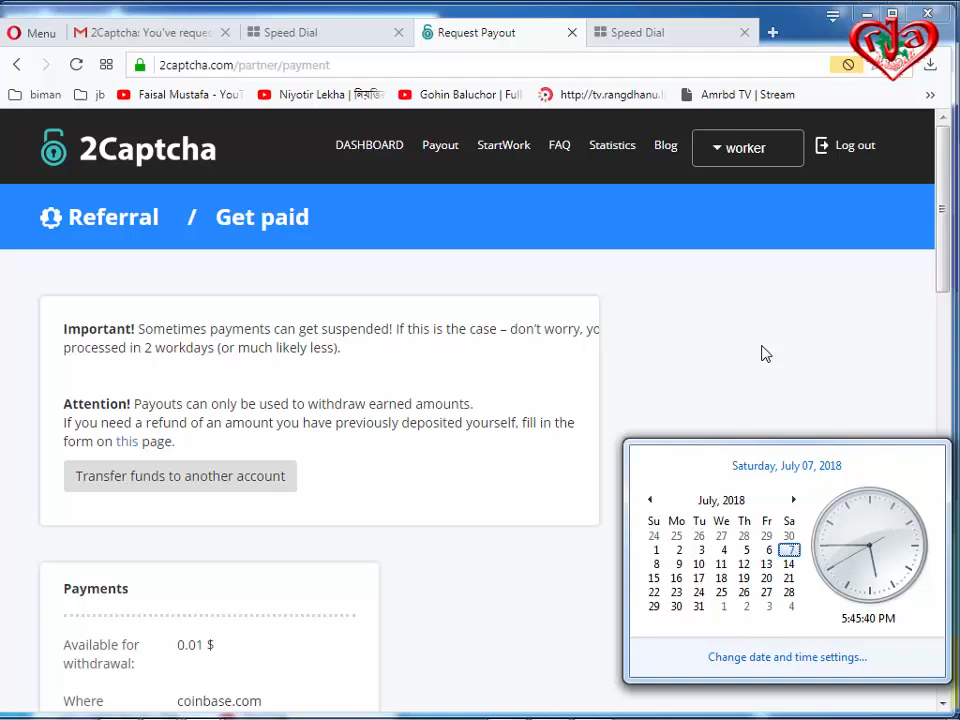 Menu
2Captcha: You've reques
Speed Dial
Request Payout
Speed Dial
2captcha.com/partner/payment
biman
jb
Faisal Mustafa - YouT
Niyotir Lekha |
Gohin Baluchor | Full
http://tv.rangdhanu.l
Amrbd TV | Stream
2Captcha
DASHBOARD
Payout
StartWork
FAQ
Statistics
Blog
worker
Log out
Referral / Get paid
Important! Sometimes payments can get suspended! If this is the case – don't worry, yo
processed in 2 workdays (or much likely less).
Attention! Payouts can only be used to withdraw earned amounts.
If you need a refund of an amount you have previously deposited yourself, fill in the
form on this page.
Transfer funds to another account
Payments
Available for 0.01 $
withdrawal:
Where coinbase.com
Saturday, July 07, 2018
July, 2018
Su Mo Tu We Th Fr Sa
24 25 26 27 28 29 30
1 2 3 4 5 6 7
8 9 10 11 12 13 14
15 16 17 18 19 20 21
22 23 24 25 26 27 28
29 30 31 1 2 3 4
5:45:40 PM
Change date and time settings...